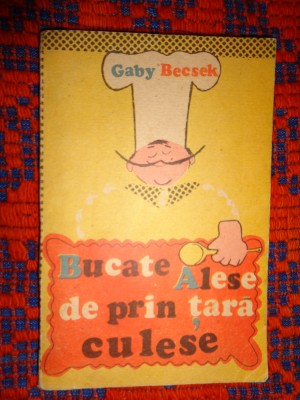 Gaby Becsek
Bucate Alese
de prin țară
culese